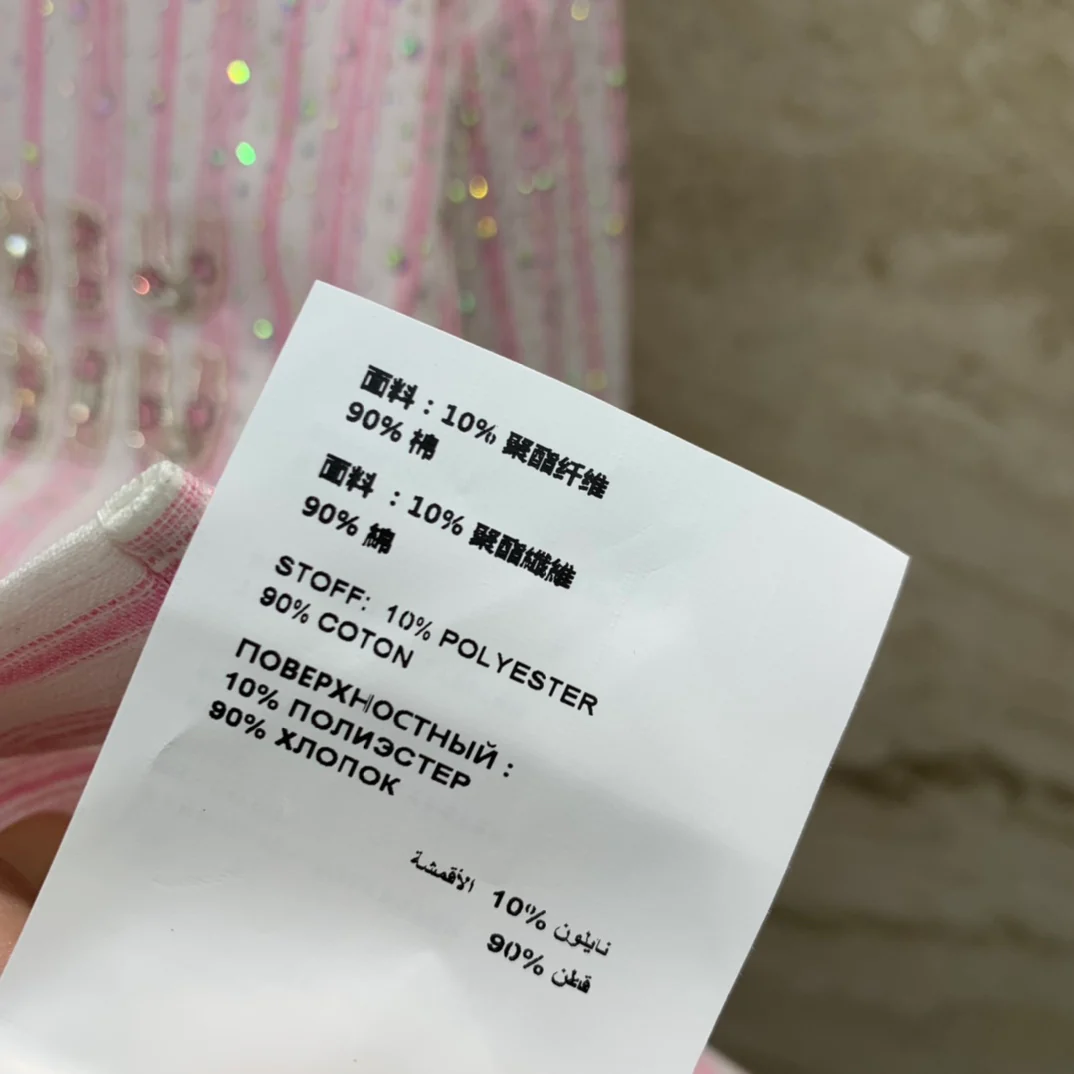 面料：10% 聚酯纤维
90% 棉
面料 ：10% 聚酯纖維
90% 綿
STOFF: 10% POLYESTER
90% COTON
ПОВЕРХНОСТНЫЙ :
10% ПОЛИЭСТЕР
90% ХЛОПОК
الأقمشة
10% نايلون
90% قطن